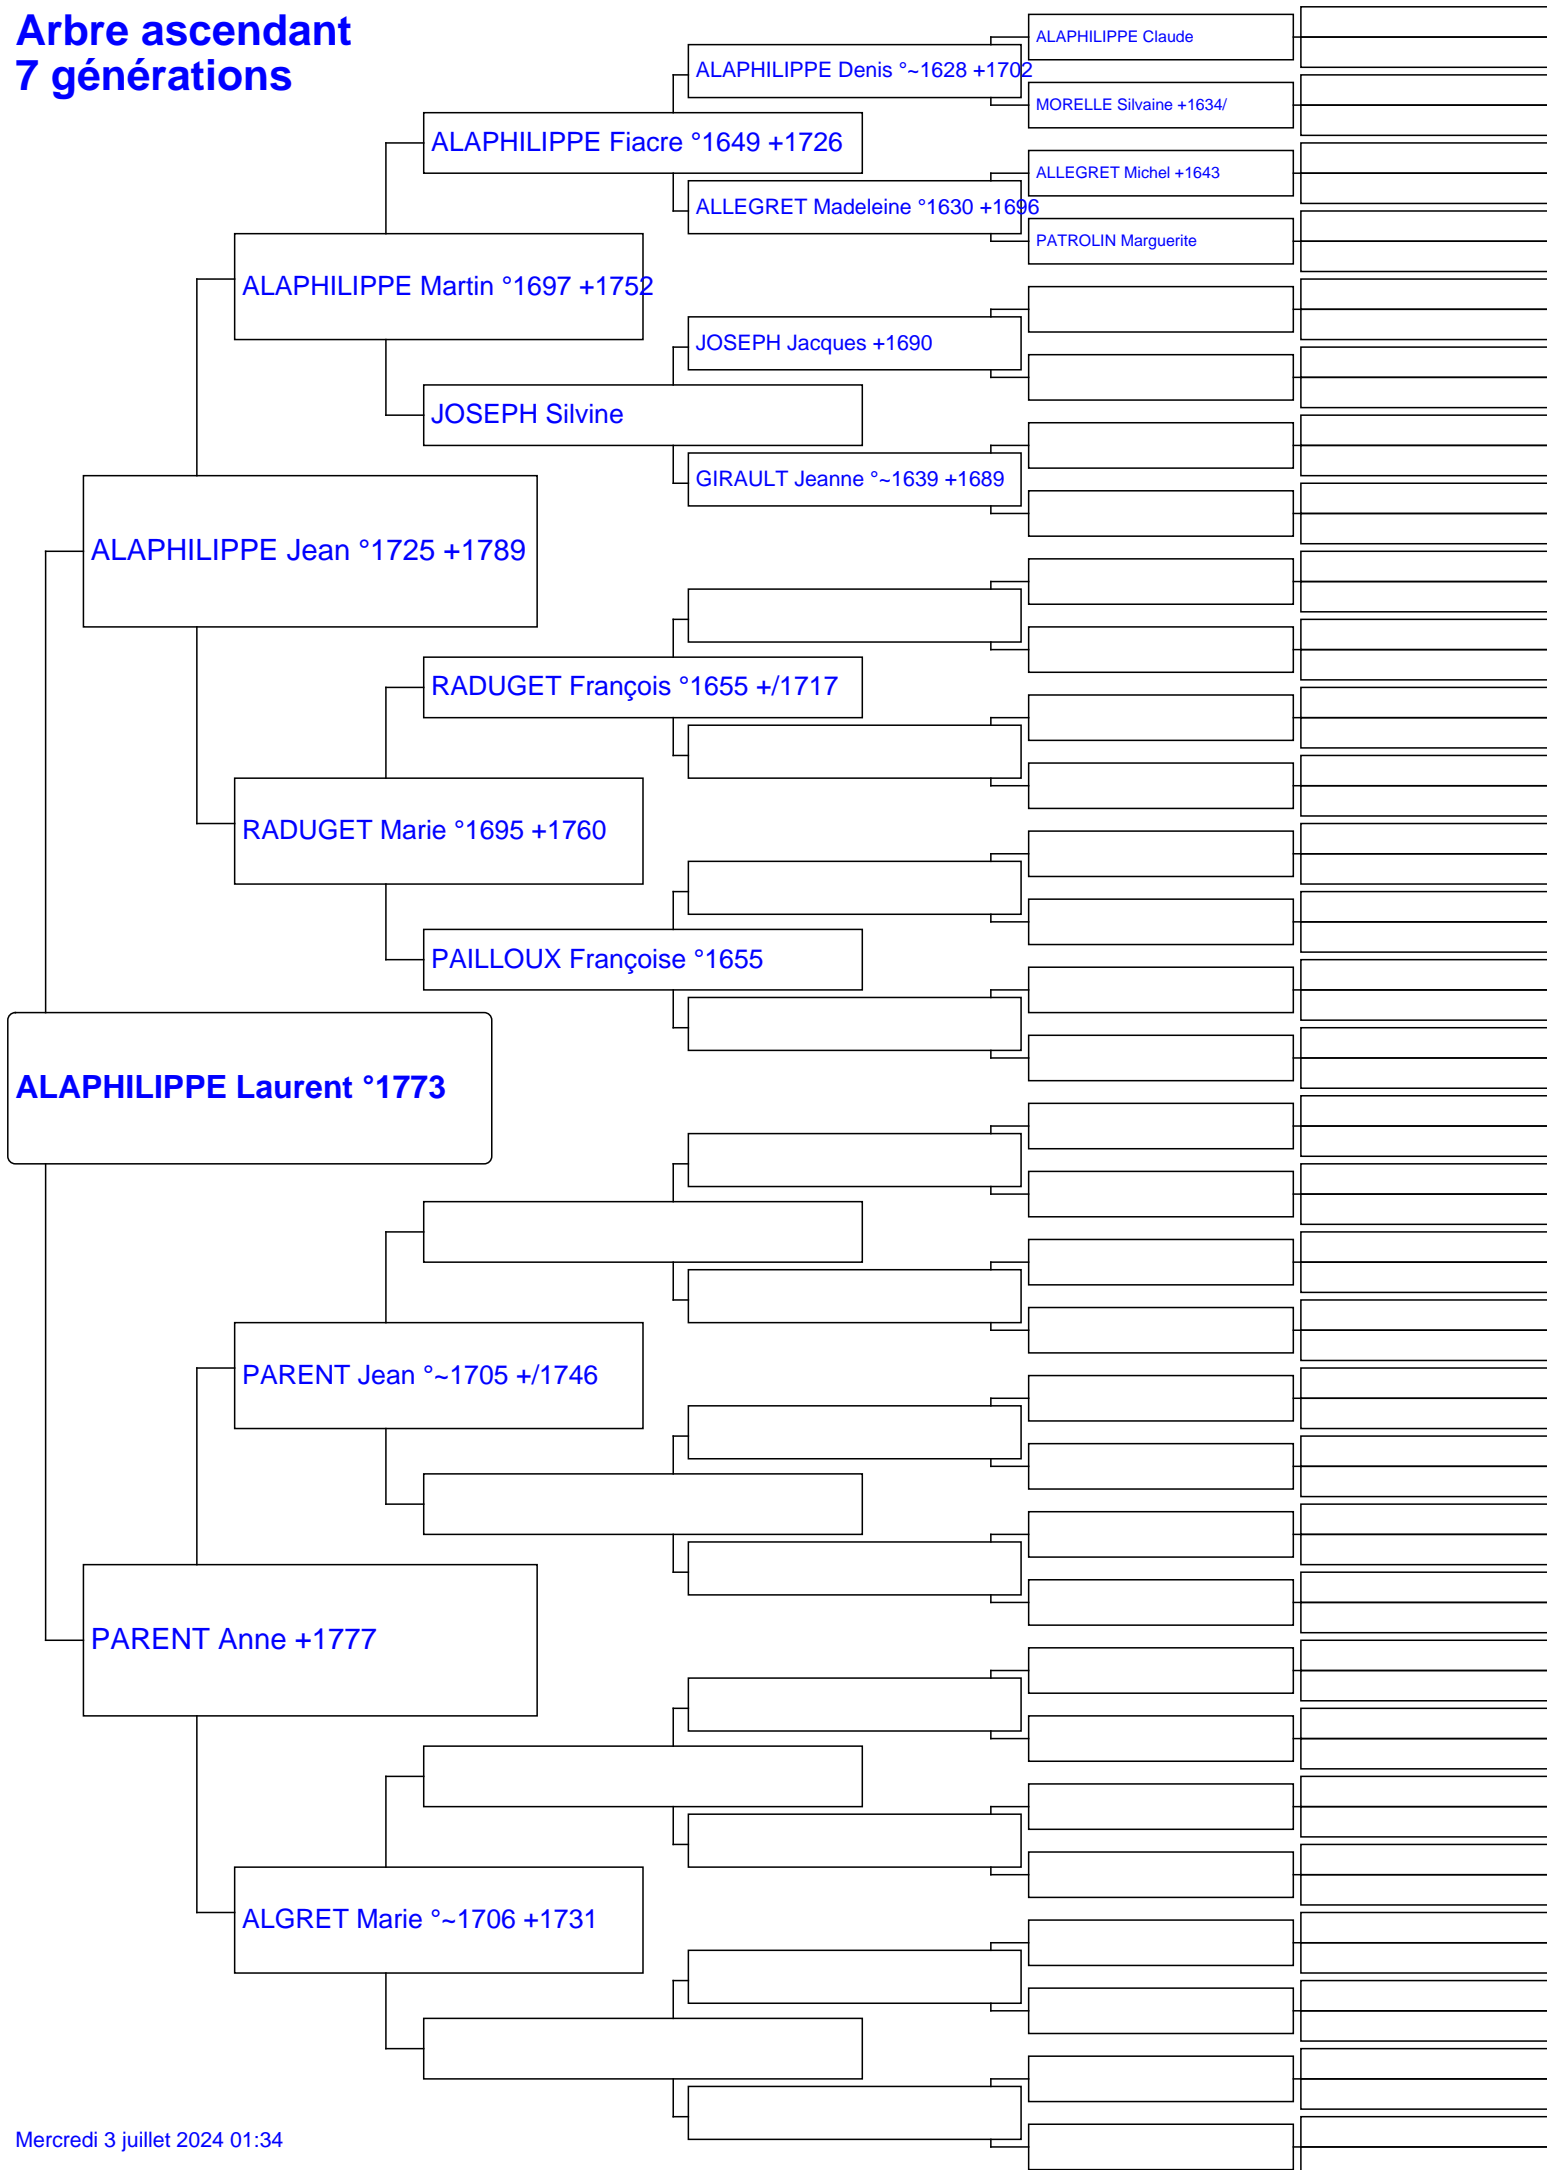 Arbre ascendant
7 générations
ALAPHILIPPE Claude
ALAPHILIPPE Denis °~1628 +1702
MORELLE Silvaine +1634/
ALAPHILIPPE Fiacre °1649 +1726
ALLEGRET Michel +1643
ALLEGRET Madeleine °1630 +1696
PATROLIN Marguerite
ALAPHILIPPE Martin °1697 +1752
JOSEPH Jacques +1690
JOSEPH Silvine
GIRAULT Jeanne °~1639 +1689
ALAPHILIPPE Jean °1725 +1789
RADUGET François °1655 +/1717
RADUGET Marie °1695 +1760
PAILLOUX Françoise °1655
ALAPHILIPPE Laurent °1773
PARENT Jean °~1705 +/1746
PARENT Anne +1777
ALGRET Marie °~1706 +1731
Mercredi 3 juillet 2024 01:34